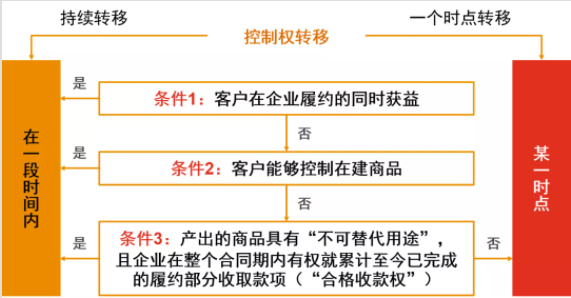 持续转移
一个时点转移
控制权转移
是
条件1：客户在企业履约的同时获益
否
在一段时间内
是
条件2：客户能够控制在建商品
某一时点
否
是
条件3：产出的商品具有“不可替代用途”，
且企业在整个合同期内有权就累计至今已完成
的履约部分收取款项（“合格收款权”）
否